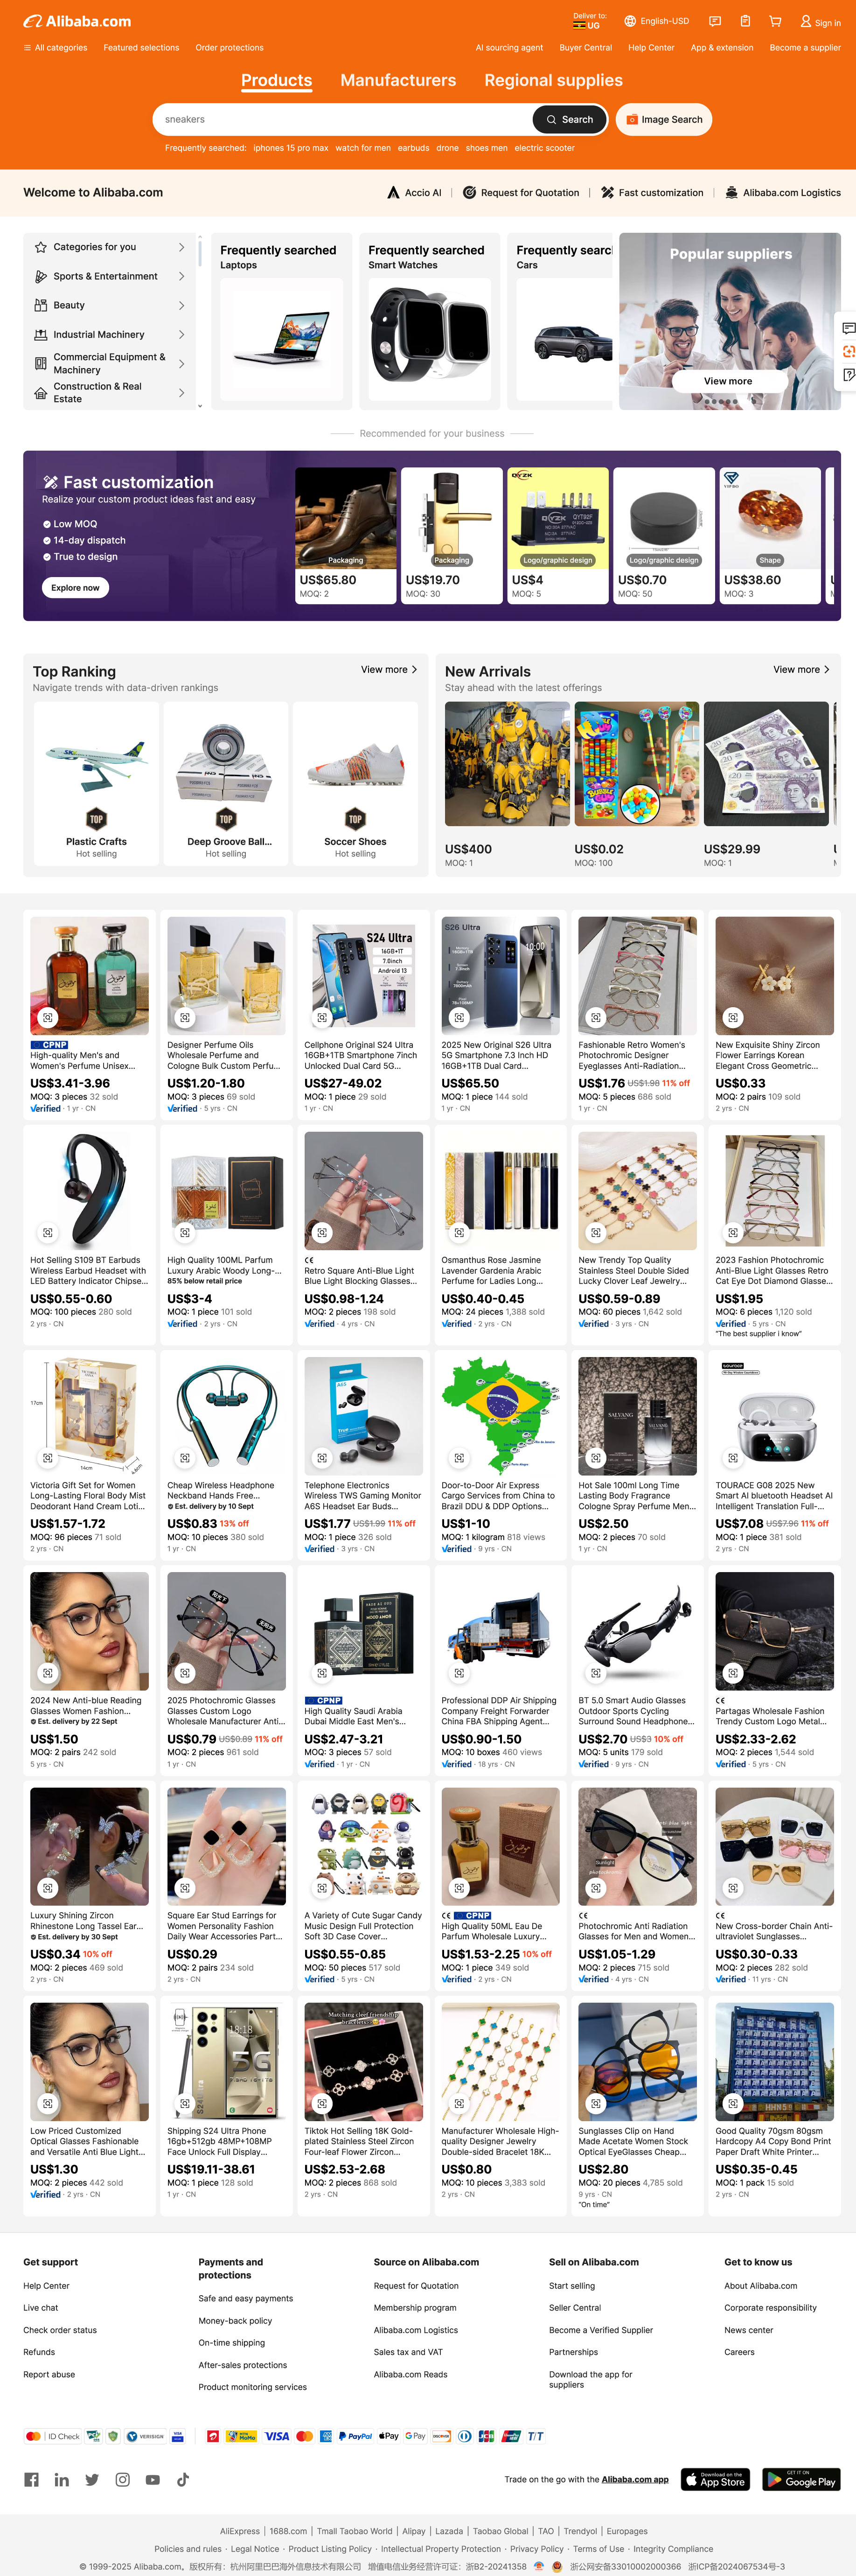 Alibaba.com
Deliver to:
UG
English-USD
Sign in
All categories
Featured selections
Order protections
AI sourcing agent
Buyer Central
Help Center
App & extension
Become a supplier
Products
Manufacturers
Regional supplies
sneakers
Search
Image Search
Frequently searched: iphones 15 pro max watch for men earbuds drone shoes men electric scooter
Welcome to Alibaba.com
Accio AI
Request for Quotation
Fast customization
Alibaba.com Logistics
Categories for you
Sports & Entertainment
Beauty
Industrial Machinery
Commercial Equipment &
Machinery
Construction & Real
Estate
Frequently searched
Laptops
Frequently searched
Smart Watches
Frequently search
Cars
Popular suppliers
View more
Recommended for your business
Fast customization
Realize your custom product ideas fast and easy
Low MOQ
14-day dispatch
True to design
Explore now
Packaging
US$65.80
MOQ: 2
Packaging
US$19.70
MOQ: 30
Logo/graphic design
US$4
MOQ: 5
Logo/graphic design
US$0.70
MOQ: 50
Shape
US$38.60
MOQ: 3
Top Ranking
View more
Navigate trends with data-driven rankings
TOP
Plastic Crafts
Hot selling
TOP
Deep Groove Ball...
Hot selling
TOP
Soccer Shoes
Hot selling
New Arrivals
View more
Stay ahead with the latest offerings
US$400
MOQ: 1
US$0.02
MOQ: 100
US$29.99
MOQ: 1
CPNP
High-quality Men's and
Women's Perfume Unisex...
US$3.41-3.96
MOQ: 3 pieces 32 sold
Verified · 1 yr · CN
Designer Perfume Oils
Wholesale Perfume and
Cologne Bulk Custom Perfu...
US$1.20-1.80
MOQ: 3 pieces 69 sold
Verified · 5 yrs · CN
S24 Ultra
16GB+1T
7.0inch
Android 13
Cellphone Original S24 Ultra
16GB+1TB Smartphone 7inch
Unlocked Dual Card 5G...
US$27-49.02
MOQ: 1 piece 29 sold
1 yr · CN
S26 Ultra
2025 New Original S26 Ultra
5G Smartphone 7.3 Inch HD
16GB+1TB Dual Card...
US$65.50
MOQ: 1 piece 144 sold
1 yr · CN
Fashionable Retro Women's
Photochromic Designer
Eyeglasses Anti-Radiation...
US$1.76 US$1.98 11% off
MOQ: 5 pieces 686 sold
1 yr · CN
New Exquisite Shiny Zircon
Flower Earrings Korean
Elegant Cross Geometric...
US$0.33
MOQ: 2 pairs 109 sold
2 yrs · CN
Hot Selling S109 BT Earbuds
Wireless Earbud Headset with
LED Battery Indicator Chipse...
US$0.55-0.60
MOQ: 100 pieces 280 sold
2 yrs · CN
High Quality 100ML Parfum
Luxury Arabic Woody Long-...
85% below retail price
US$3-4
MOQ: 1 piece 101 sold
Verified · 2 yrs · CN
CE
Retro Square Anti-Blue Light
Blue Light Blocking Glasses...
US$0.98-1.24
MOQ: 2 pieces 198 sold
Verified · 4 yrs · CN
Osmanthus Rose Jasmine
Lavender Gardenia Arabic
Perfume for Ladies Long...
US$0.40-0.45
MOQ: 24 pieces 1,388 sold
Verified · 2 yrs · CN
New Trendy Top Quality
Stainless Steel Double Sided
Lucky Clover Leaf Jewelry...
US$0.59-0.89
MOQ: 60 pieces 1,642 sold
Verified · 3 yrs · CN
2023 Fashion Photochromic
Anti-Blue Light Glasses Retro
Cat Eye Dot Diamond Glasse...
US$1.95
MOQ: 6 pieces 1,120 sold
Verified · 5 yrs · CN
"The best supplier i know"
17cm
14cm
Victoria Gift Set for Women
Long-Lasting Floral Body Mist
Deodorant Hand Cream Loti...
US$1.57-1.72
MOQ: 96 pieces 71 sold
2 yrs · CN
Cheap Wireless Headphone
Neckband Hands Free...
Est. delivery by 10 Sept
US$0.83 13% off
MOQ: 10 pieces 380 sold
1 yr · CN
A6S
Telephone Electronics
Wireless TWS Gaming Monitor
A6S Headset Ear Buds...
US$1.77 US$1.99 11% off
MOQ: 1 piece 326 sold
Verified · 3 yrs · CN
Door-to-Door Air Express
Cargo Services from China to
Brazil DDU & DDP Options...
US$1-10
MOQ: 1 kilogram 818 views
Verified · 9 yrs · CN
SALVANG
Hot Sale 100ml Long Time
Lasting Body Fragrance
Cologne Spray Perfume Men...
US$2.50
MOQ: 2 pieces 70 sold
1 yr · CN
TOURACE G08 2025 New
Smart AI bluetooth Headset AI
Intelligent Translation Full-...
US$7.08 US$7.96 11% off
MOQ: 1 piece 381 sold
2 yrs · CN
2024 New Anti-blue Reading
Glasses Women Fashion...
Est. delivery by 22 Sept
US$1.50
MOQ: 2 pairs 242 sold
5 yrs · CN
2025 Photochromic Glasses
Glasses Custom Logo
Wholesale Manufacturer Anti...
US$0.79 US$0.89 11% off
MOQ: 2 pieces 961 sold
1 yr · CN
CPNP
High Quality Saudi Arabia
Dubai Middle East Men's...
US$2.47-3.21
MOQ: 3 pieces 57 sold
Verified · 1 yr · CN
Professional DDP Air Shipping
Company Freight Forwarder
China FBA Shipping Agent...
US$0.90-1.50
MOQ: 10 boxes 460 views
Verified · 18 yrs · CN
BT 5.0 Smart Audio Glasses
Outdoor Sports Cycling
Surround Sound Headphone...
US$2.70 US$3 10% off
MOQ: 5 units 179 sold
Verified · 9 yrs · CN
CE
Partagas Wholesale Fashion
Trendy Custom Logo Metal...
US$2.33-2.62
MOQ: 2 pieces 1,544 sold
Verified · 5 yrs · CN
Luxury Shining Zircon
Rhinestone Long Tassel Ear...
Est. delivery by 30 Sept
US$0.34 10% off
MOQ: 2 pieces 469 sold
2 yrs · CN
Square Ear Stud Earrings for
Women Personality Fashion
Daily Wear Accessories Part...
US$0.29
MOQ: 2 pairs 234 sold
2 yrs · CN
A Variety of Cute Sugar Candy
Music Design Full Protection
Soft 3D Case Cover...
US$0.55-0.85
MOQ: 50 pieces 517 sold
Verified · 5 yrs · CN
CE CPNP
High Quality 50ML Eau De
Parfum Wholesale Luxury...
US$1.53-2.25 10% off
MOQ: 1 piece 349 sold
Verified · 2 yrs · CN
CE
Photochromic Anti Radiation
Glasses for Men and Women...
US$1.05-1.29
MOQ: 2 pieces 715 sold
Verified · 4 yrs · CN
CE
New Cross-border Chain Anti-
ultraviolet Sunglasses...
US$0.30-0.33
MOQ: 2 pieces 282 sold
Verified · 11 yrs · CN
Low Priced Customized
Optical Glasses Fashionable
and Versatile Anti Blue Light...
US$1.30
MOQ: 2 pieces 442 sold
Verified · 2 yrs · CN
18:18
5G
Shipping S24 Ultra Phone
16gb+512gb 48MP+108MP
Face Unlock Full Display...
US$19.11-38.61
MOQ: 1 piece 128 sold
1 yr · CN
Tiktok Hot Selling 18K Gold-
plated Stainless Steel Zircon
Four-leaf Flower Zircon...
US$2.53-2.68
MOQ: 2 pieces 868 sold
2 yrs · CN
Manufacturer Wholesale High-
quality Designer Jewelry
Double-sided Bracelet 18K...
US$0.80
MOQ: 10 pieces 3,383 sold
2 yrs · CN
Sunglasses Clip on Hand
Made Acetate Women Stock
Optical EyeGlasses Cheap...
US$2.80
MOQ: 20 pieces 4,785 sold
9 yrs · CN
"On time"
Good Quality 70gsm 80gsm
Hardcopy A4 Copy Bond Print
Paper Draft White Printer...
US$0.35-0.45
MOQ: 1 pack 15 sold
2 yrs · CN
Get support
Help Center
Live chat
Check order status
Refunds
Report abuse
Payments and
protections
Safe and easy payments
Money-back policy
On-time shipping
After-sales protections
Product monitoring services
Source on Alibaba.com
Request for Quotation
Membership program
Alibaba.com Logistics
Sales tax and VAT
Alibaba.com Reads
Sell on Alibaba.com
Start selling
Seller Central
Become a Verified Supplier
Partnerships
Download the app for
suppliers
Get to know us
About Alibaba.com
Corporate responsibility
News center
Careers
ID Check
VERISIGN
VISA
PayPal
Pay
G Pay
T/T
Trade on the go with the Alibaba.com app
Download on the
App Store
GET IT ON
Google Play
AliExpress | 1688.com | Tmall Taobao World | Alipay | Lazada | Taobao Global | TAO | Trendyol | Europages
Policies and rules · Legal Notice · Product Listing Policy · Intellectual Property Protection · Privacy Policy · Terms of Use · Integrity Compliance
© 1999-2025 Alibaba.com。版权所有：杭州阿里巴巴海外信息技术有限公司 增值电信业务经营许可证：浙B2-20241358 浙公网安备33010002000366 浙ICP备2024067534号-3